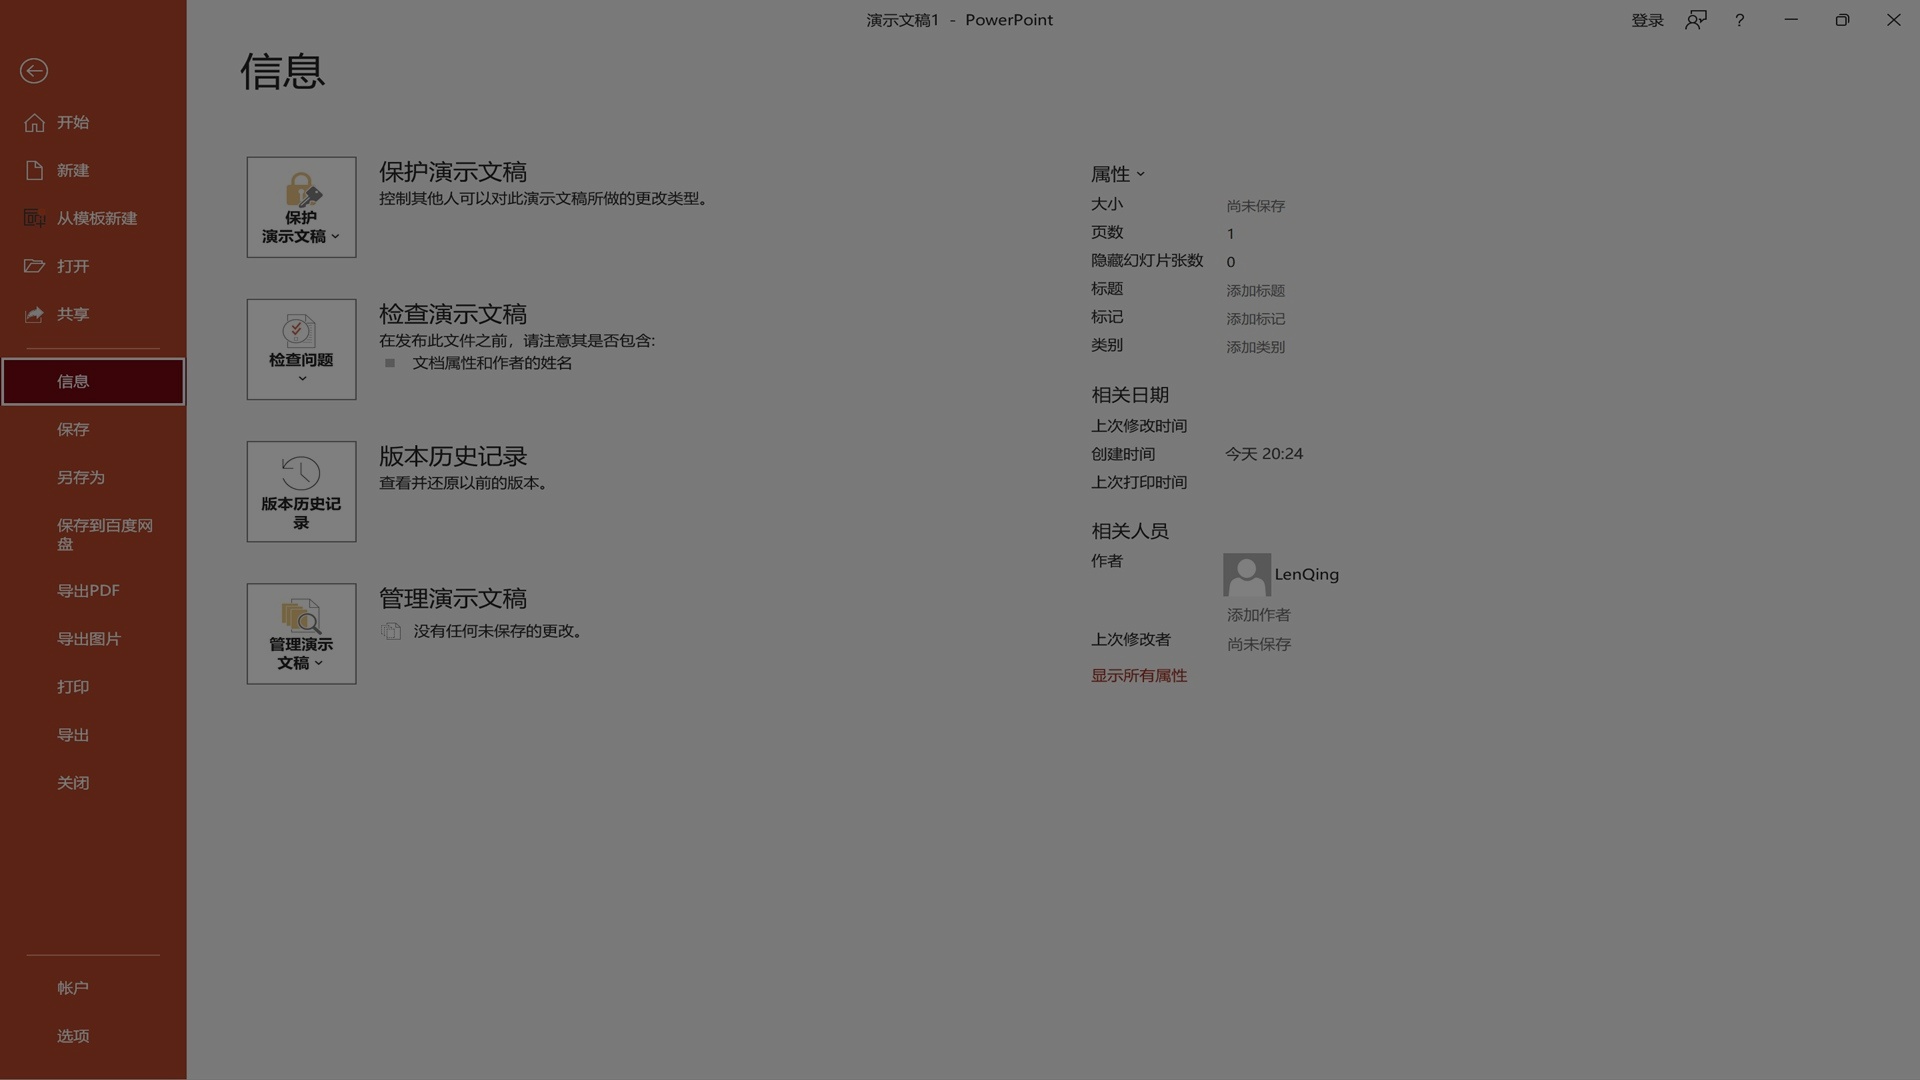 演示文稿1 - PowerPoint
登录
?
信息
开始
新建
从模板新建
打开
共享
信息
保存
另存为
保存到百度网
盘
导出PDF
导出图片
打印
导出
关闭
帐户
选项
保护
演示文稿
保护演示文稿
控制其他人可以对此演示文稿所做的更改类型。
检查问题
检查演示文稿
在发布此文件之前，请注意其是否包含:
文档属性和作者的姓名
版本历史记
录
版本历史记录
查看并还原以前的版本。
管理演示
文稿
管理演示文稿
没有任何未保存的更改。
属性
大小 尚未保存
页数 1
隐藏幻灯片张数 0
标题 添加标题
标记 添加标记
类别 添加类别
相关日期
上次修改时间
创建时间 今天 20:24
上次打印时间
相关人员
作者 LenQing
添加作者
上次修改者 尚未保存
显示所有属性